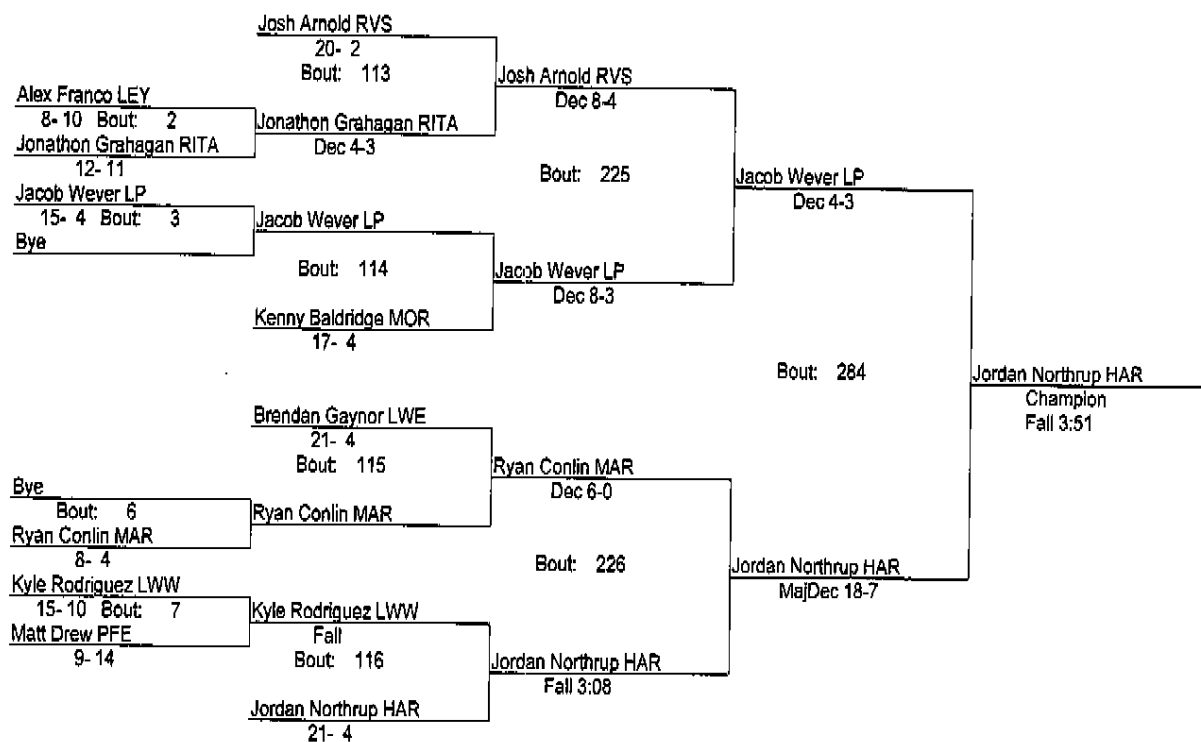 Josh Arnold RVS
20- 2
Bout: 113
Josh Arnold RVS
Dec 8-4
Alex Franco LEY
8- 10 Bout: 2
Jonathon Grahagan RITA
Dec 4-3
Jonathon Grahagan RITA
12- 11
Bout: 225
Jacob Wever LP
Dec 4-3
Jacob Wever LP
15- 4 Bout: 3
Jacob Wever LP
Bye
Bout: 114
Jacob Wever LP
Dec 8-3
Kenny Baldridge MOR
17- 4
Bout: 284
Jordan Northrup HAR
Champion
Fall 3:51
Brendan Gaynor LWE
21- 4
Bout: 115
Ryan Conlin MAR
Dec 6-0
Bye
Bout: 6
Ryan Conlin MAR
Ryan Conlin MAR
8- 4
Bout: 226
Jordan Northrup HAR
MajDec 18-7
Kyle Rodriguez LWW
15- 10 Bout: 7
Kyle Rodriguez LWW
Fall
Matt Drew PFE
9- 14
Bout: 116
Jordan Northrup HAR
Fall 3:08
Jordan Northrup HAR
21- 4